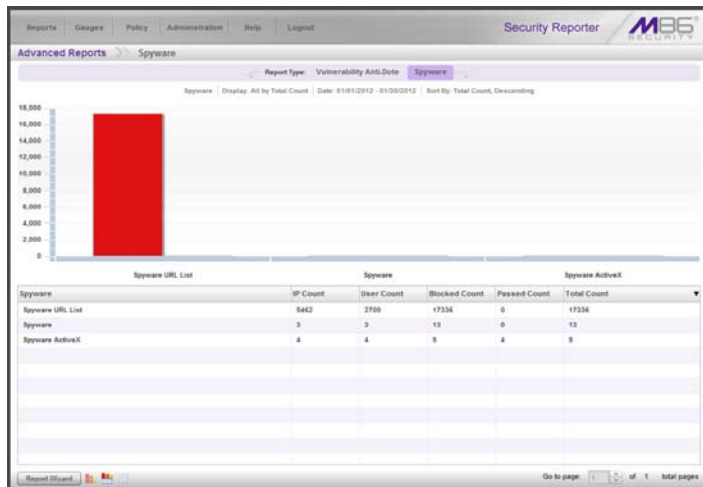 Reports Gauges Policy Administration Help Logout Security Reporter M86 SECURITY
Advanced Reports Spyware
Report Type: Vulnerability Anti.Dote Spyware
Spyware Display: All by Total Count Date: 01/01/2012 - 01/30/2012 Sort By: Total Count, Descending
18,000
16,000
14,000
12,000
10,000
8,000
6,000
4,000
2,000
0
Spyware URL List Spyware Spyware ActiveX
Spyware IP Count User Count Blocked Count Passed Count Total Count
Spyware URL List 5462 2709 17336 0 17336
Spyware 3 3 13 0 13
Spyware ActiveX 4 4 5 4 9
Report Wizard Go to page: 1 of 1 total pages